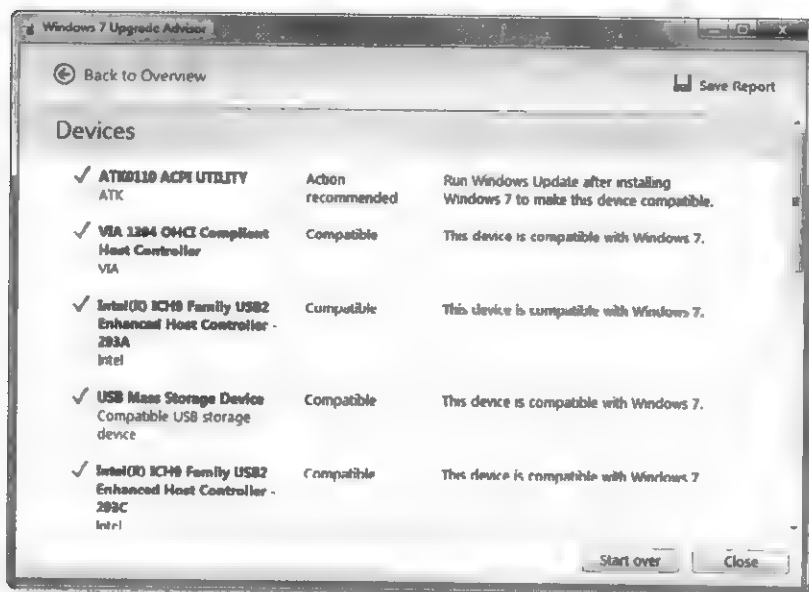 Windows 7 Upgrade Advisor
Back to Overview
Save Report
Devices
ATK0110 ACPI UTILITY
ATK
Action
recommended
Run Windows Update after installing
Windows 7 to make this device compatible.
VIA 1394 OHCI Compliant
Host Controller
VIA
Compatible
This device is compatible with Windows 7.
Intel(R) ICH9 Family USB2
Enhanced Host Controller -
293A
Intel
Compatible
This device is compatible with Windows 7.
USB Mass Storage Device
Compatible USB storage
device
Compatible
This device is compatible with Windows 7.
Intel(R) ICH9 Family USB2
Enhanced Host Controller -
293C
Intel
Compatible
This device is compatible with Windows 7
Start over
Close